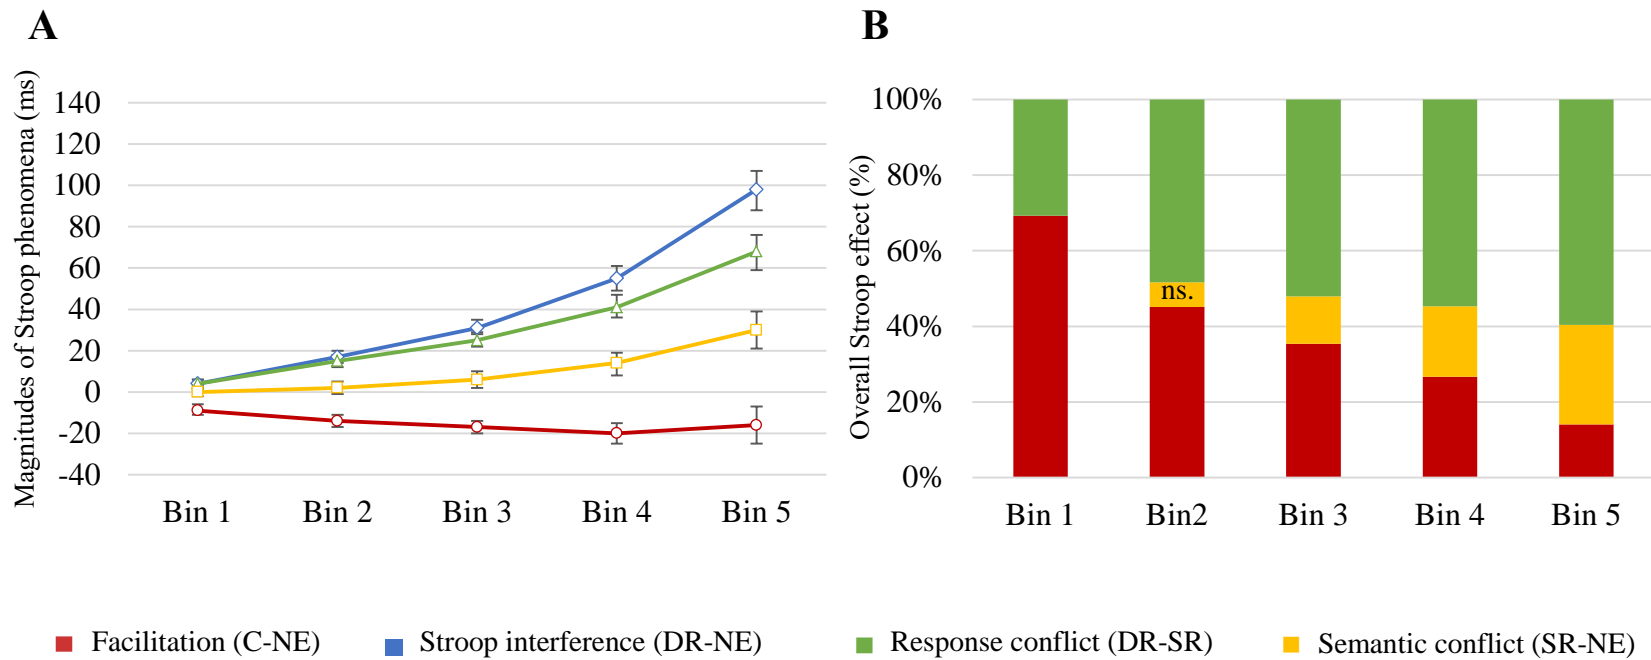 A
Magnitudes of Stroop phenomena (ms)
140
120
100
80
60
40
20
0
-20
-40
Bin 1 Bin 2 Bin 3 Bin 4 Bin 5
B
Overall Stroop effect (%)
100%
80%
60%
40%
20%
0%
ns.
Bin 1 Bin2 Bin 3 Bin 4 Bin 5
Facilitation (C-NE) Stroop interference (DR-NE) Response conflict (DR-SR) Semantic conflict (SR-NE)